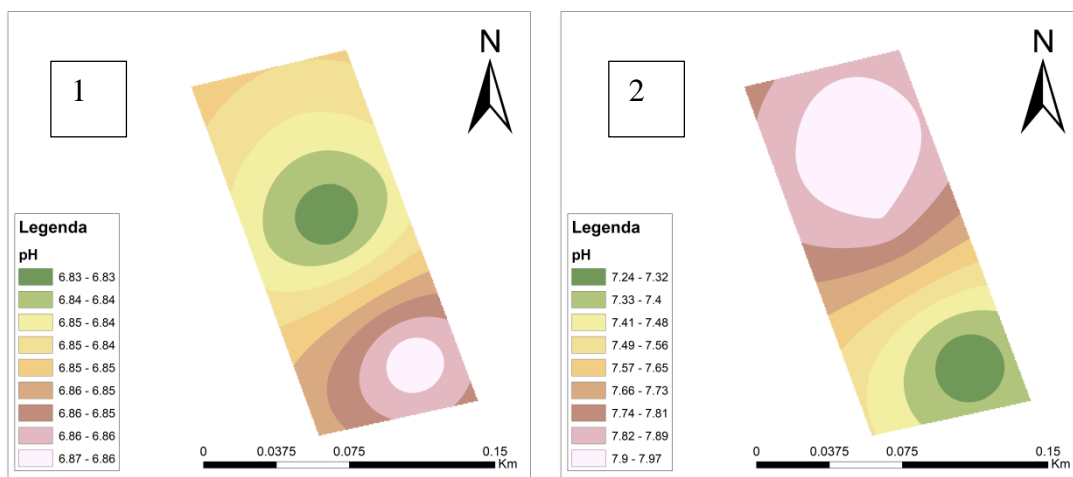 1
N
Legenda
pH
6.83 - 6.83
6.84 - 6.84
6.85 - 6.84
6.85 - 6.84
6.85 - 6.85
6.86 - 6.85
6.86 - 6.85
6.86 - 6.86
6.87 - 6.86
0 0.0375 0.075 0.15
Km
2
N
Legenda
pH
7.24 - 7.32
7.33 - 7.4
7.41 - 7.48
7.49 - 7.56
7.57 - 7.65
7.66 - 7.73
7.74 - 7.81
7.82 - 7.89
7.9 - 7.97
0 0.0375 0.075 0.15
Km